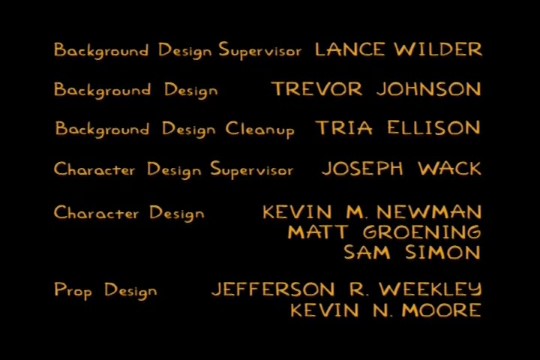 Background Design Supervisor LANCE WILDER
Background Design TREVOR JOHNSON
Background Design Cleanup TRIA ELLISON
Character Design Supervisor JOSEPH WACK
Character Design KEVIN M. NEWMAN
MATT GROENING
SAM SIMON
Prop Design JEFFERSON R. WEEKLEY
KEVIN N. MOORE